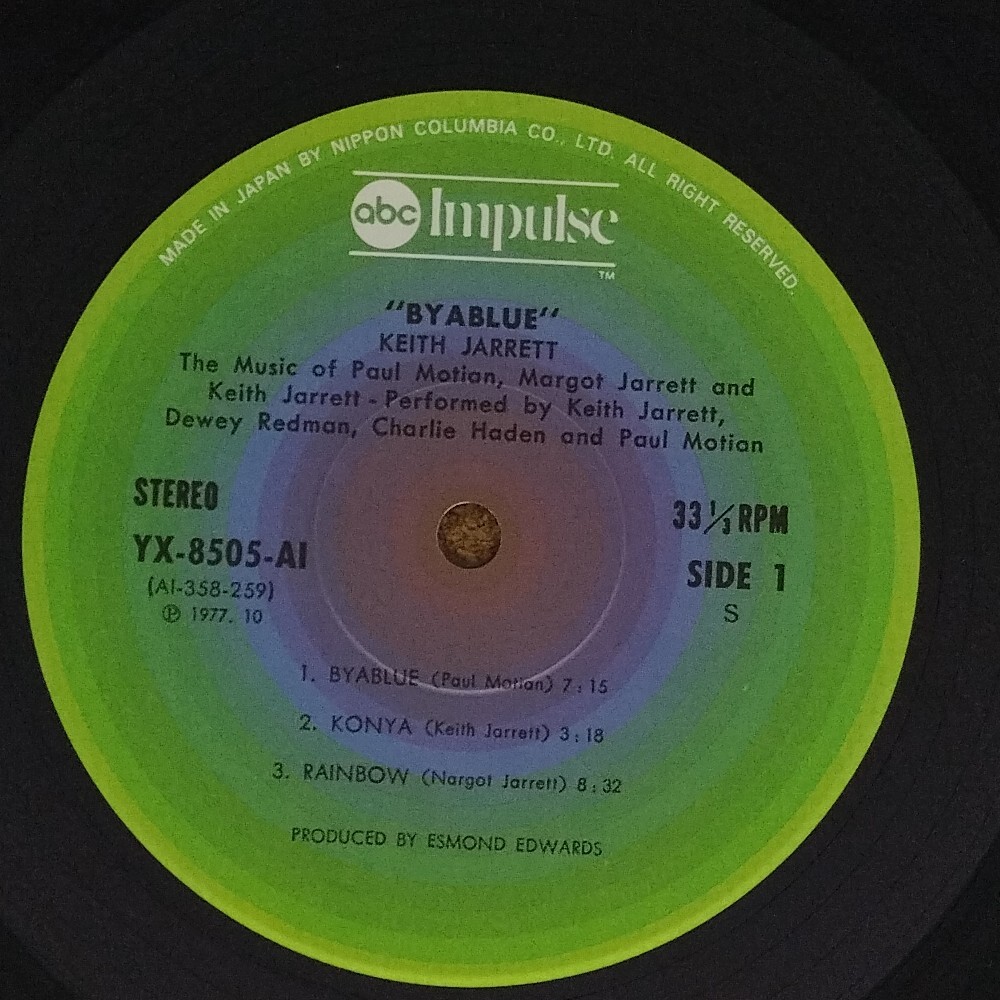 MADE IN JAPAN BY NIPPON COLUMBIA CO., LTD. ALL RIGHT RESERVED.
abc Impulse
TM
"BYABLUE"
KEITH JARRETT
The Music of Paul Motian, Margot Jarrett and
Keith Jarrett - Performed by Keith Jarrett,
Dewey Redman, Charlie Haden and Paul Motian
STEREO
33 1/3 RPM
YX-8505-AI
SIDE 1
(AI-358-259)
S
Ⓟ 1977. 10
1. BYABLUE (Paul Motian) 7:15
2. KONYA (Keith Jarrett) 3:18
3. RAINBOW (Nargot Jarrett) 8:32
PRODUCED BY ESMOND EDWARDS